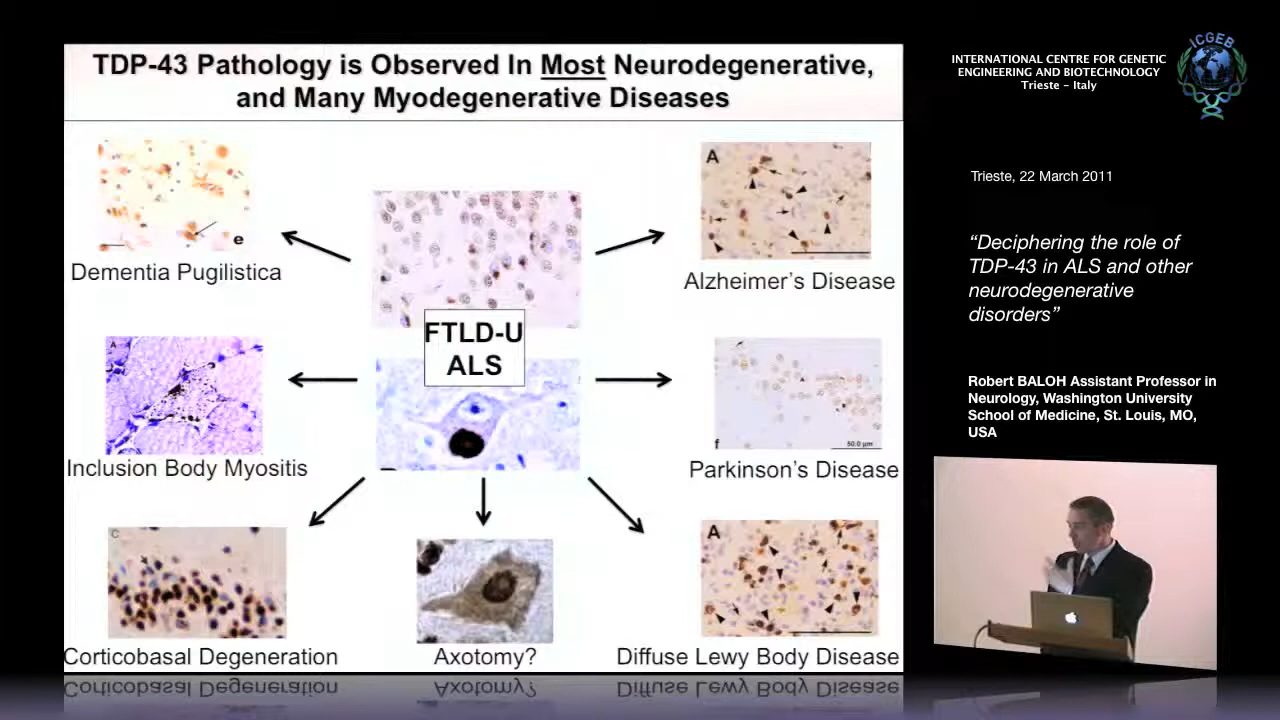 TDP-43 Pathology is Observed In Most Neurodegenerative,
and Many Myodegenerative Diseases
e
Dementia Pugilistica
A
Alzheimer's Disease
FTLD-U
ALS
A
Inclusion Body Myositis
f
50.0 µm
Parkinson's Disease
C
Corticobasal Degeneration
Axotomy?
A
Diffuse Lewy Body Disease
INTERNATIONAL CENTRE FOR GENETIC
ENGINEERING AND BIOTECHNOLOGY
Trieste - Italy
ICGEB
Trieste, 22 March 2011
“Deciphering the role of
TDP-43 in ALS and other
neurodegenerative
disorders”
Robert BALOH Assistant Professor in
Neurology, Washington University
School of Medicine, St. Louis, MO,
USA